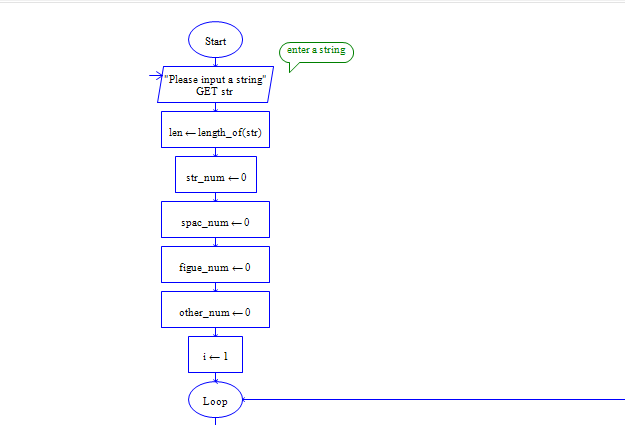 Start
enter a string
"Please input a string"
GET str
len ← length_of(str)
str_num ← 0
spac_num ← 0
figue_num ← 0
other_num ← 0
i ← 1
Loop